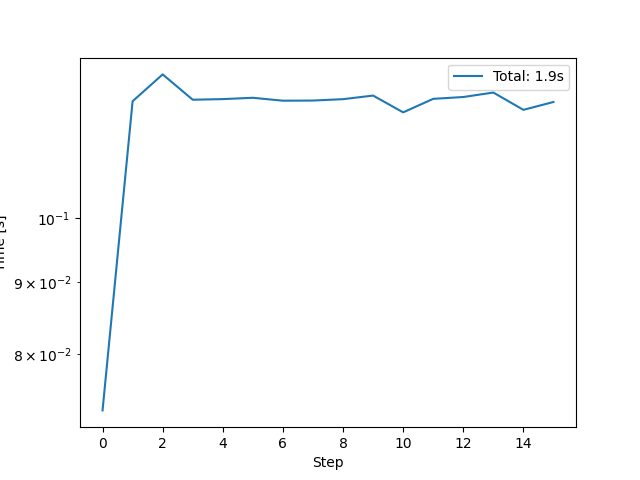 Total: 1.9s
10⁻¹
9 × 10⁻²
8 × 10⁻²
[s]
0 2 4 6 8 10 12 14
Step